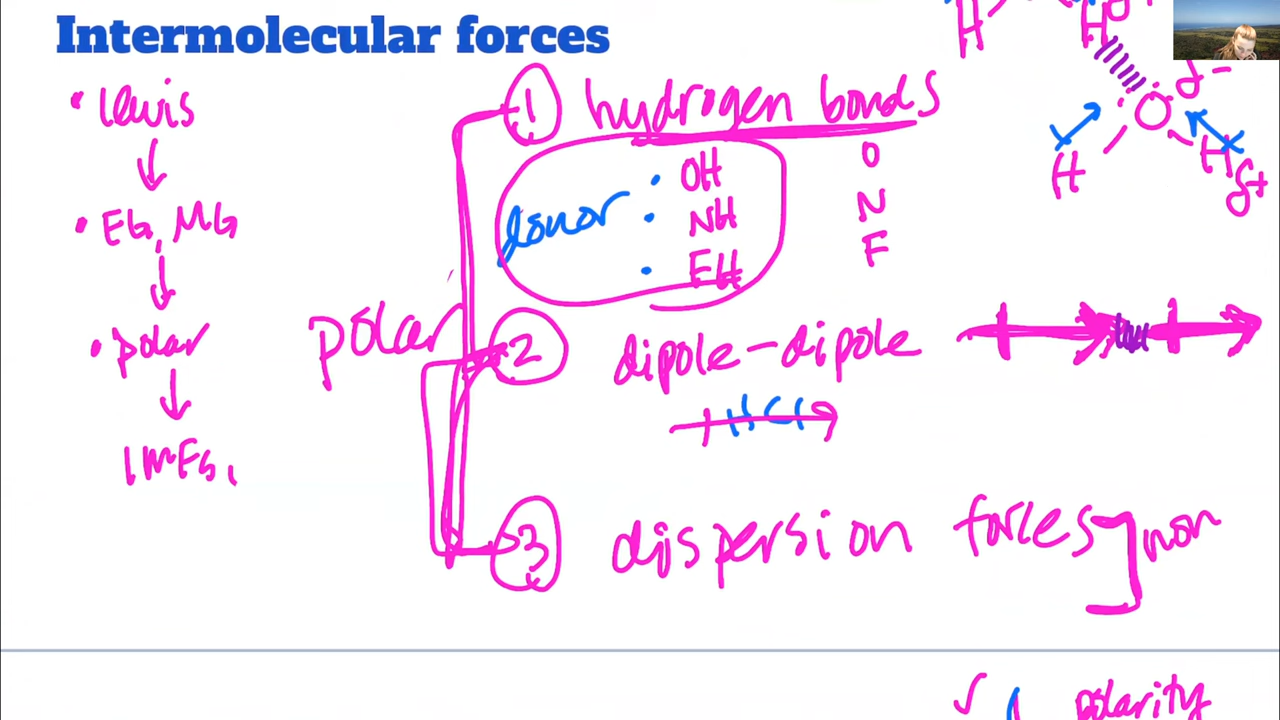 Intermolecular forces
• lewis
• EG, MG
• polar
IMFs,
polar
1 hydrogen bonds
donor : OH O
NH N
FH F
2 dipole-dipole
HCl
3 dispersion forces ] non
H H δ+
O δ-
H H δ+
polarity